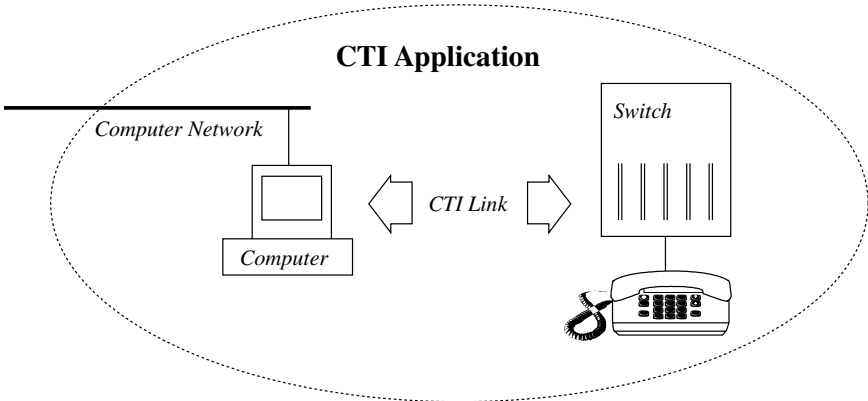 CTI Application
Switch
Computer Network
CTI Link
Computer